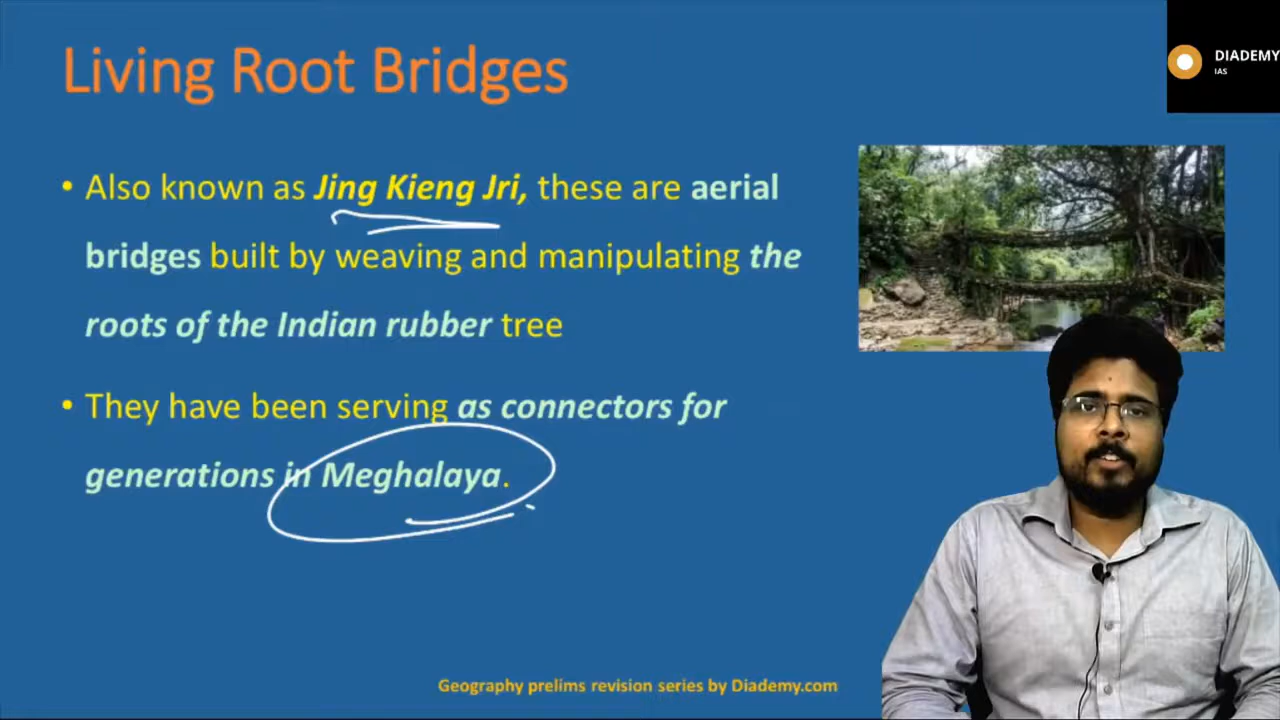 Living Root Bridges
DIADEMY
IAS
• Also known as Jing Kieng Jri, these are aerial
bridges built by weaving and manipulating the
roots of the Indian rubber tree
• They have been serving as connectors for
generations in Meghalaya.
Geography prelims revision series by Diademy.com